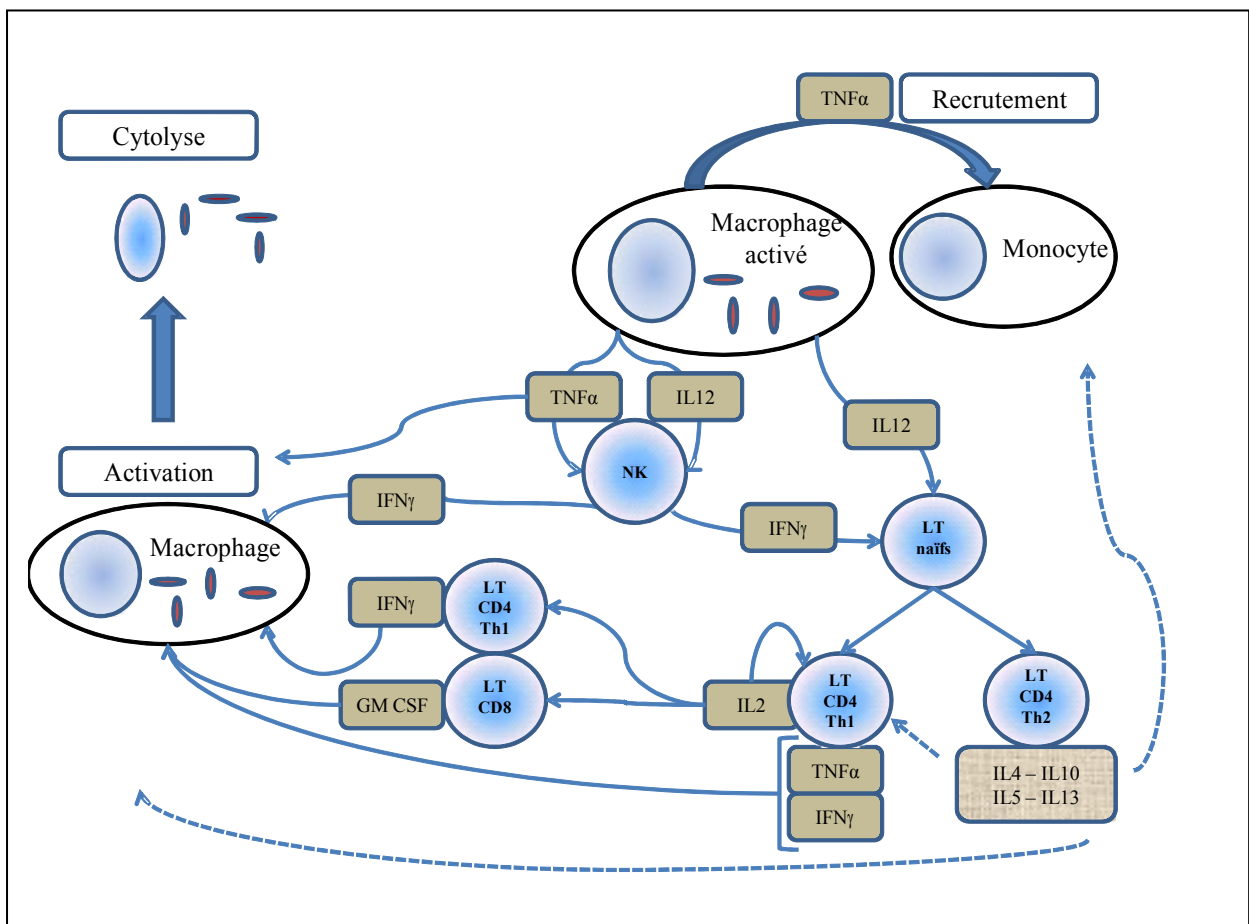 TNFα
Recrutement
Cytolyse
Macrophage
activé
Monocyte
TNFα
IL12
IL12
Activation
NK
IFNγ
IFNγ
LT
naïfs
Macrophage
IFNγ
LT
CD4
Th1
GM CSF
LT
CD8
IL2
LT
CD4
Th1
LT
CD4
Th2
TNFα
IFNγ
IL4 – IL10
IL5 – IL13